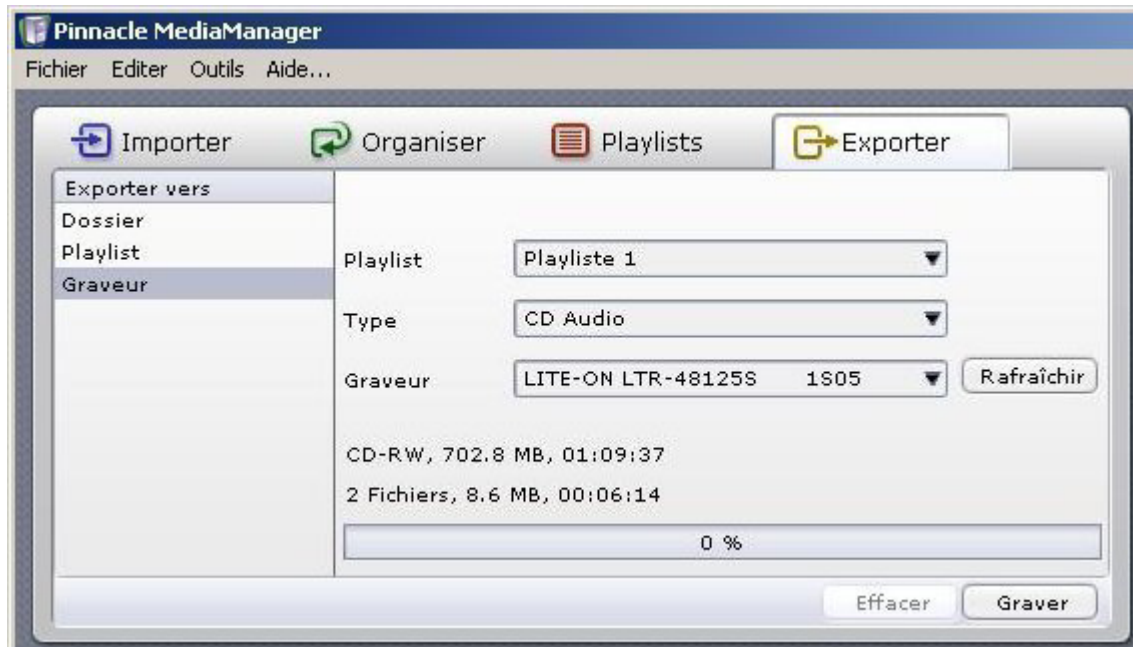 Pinnacle MediaManager
Fichier Editer Outils Aide...
Importer Organiser Playlists Exporter
Exporter vers
Dossier
Playlist
Graveur
Playlist Playliste 1
Type CD Audio
Graveur LITE-ON LTR-48125S 1S05 Rafraîchir
CD-RW, 702.8 MB, 01:09:37
2 Fichiers, 8.6 MB, 00:06:14
0 %
Effacer Graver